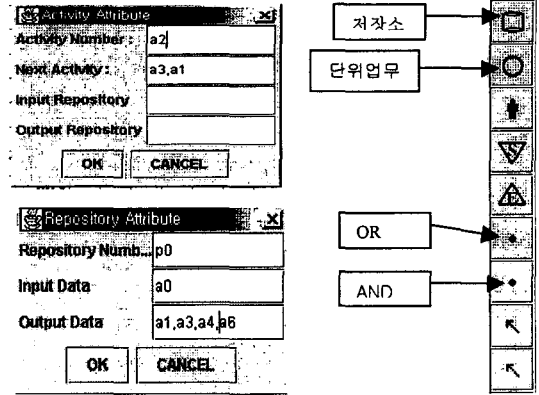 Activity Attribute
Activity Number : a2
Next Activity : a3,a1
Input Repository
Output Repository
OK CANCEL
Repository Attribute
Repository Numb... p0
Input Data a0
Output Data a1,a3,a4,a6
OK CANCEL
저장소
단위업무
S
E
OR
AND